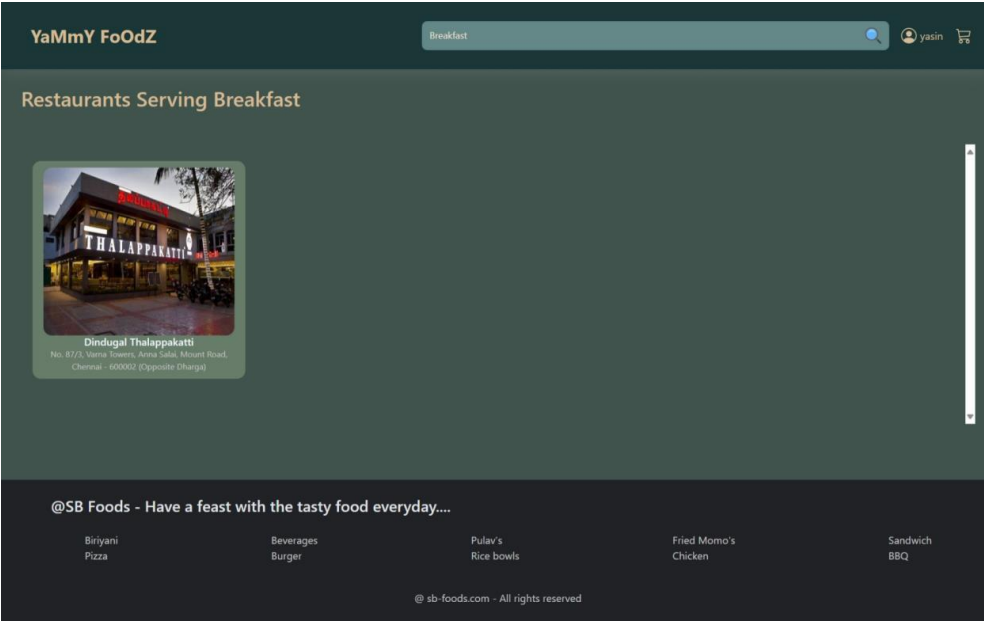 YaMmY FoOdZ
Breakfast
yasin
Restaurants Serving Breakfast
THALAPPAKATTI
Dindugal Thalappakatti
No. 87/3, Vama Towers, Anna Salai, Mount Road,
Chennai - 600002 (Opposite Dharga)
@SB Foods - Have a feast with the tasty food everyday....
Biriyani Beverages Pulav's Fried Momo's Sandwich
Pizza Burger Rice bowls Chicken BBQ
@ sb-foods.com - All rights reserved